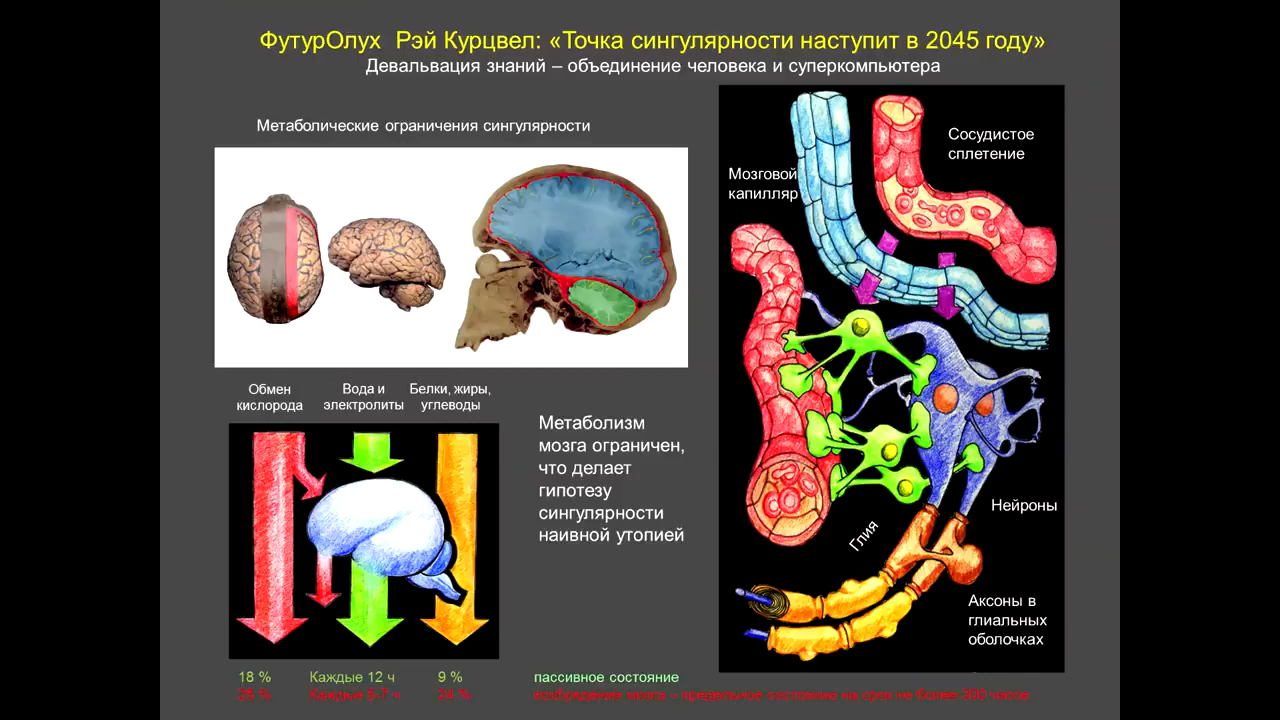 ФутурОлух Рэй Курцвел: «Точка сингулярности наступит в 2045 году»
Девальвация знаний – объединение человека и суперкомпьютера
Метаболические ограничения сингулярности
Сосудистое
сплетение
Мозговой
капилляр
Обмен
кислорода
Вода и
электролиты
Белки, жиры,
углеводы
Метаболизм
мозга ограничен,
что делает
гипотезу
сингулярности
наивной утопией
Нейроны
Глия
Аксоны в
глиальных
оболочках
18 % Каждые 12 ч 9 % пассивное состояние
25 % Каждые 5-7 ч 24 % возбуждение мозга – предельное состояние на срок не более 300 часов